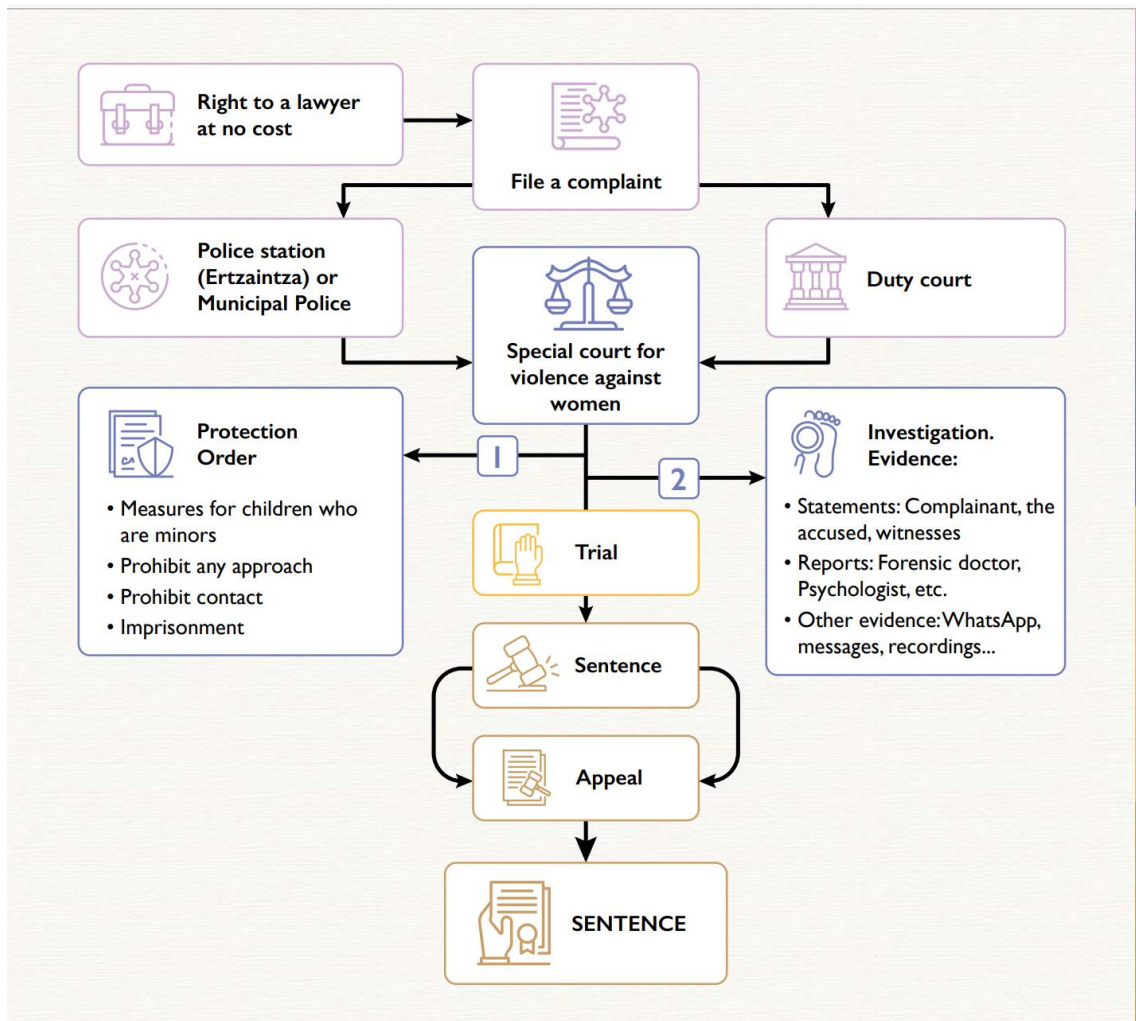 Right to a lawyer
at no cost
File a complaint
Police station
(Ertzaintza) or
Municipal Police
Special court for
violence against
women
Duty court
Protection
Order
• Measures for children who
are minors
• Prohibit any approach
• Prohibit contact
• Imprisonment
1
2
Investigation.
Evidence:
• Statements: Complainant, the
accused, witnesses
• Reports: Forensic doctor,
Psychologist, etc.
• Other evidence: WhatsApp,
messages, recordings...
Trial
Sentence
Appeal
SENTENCE